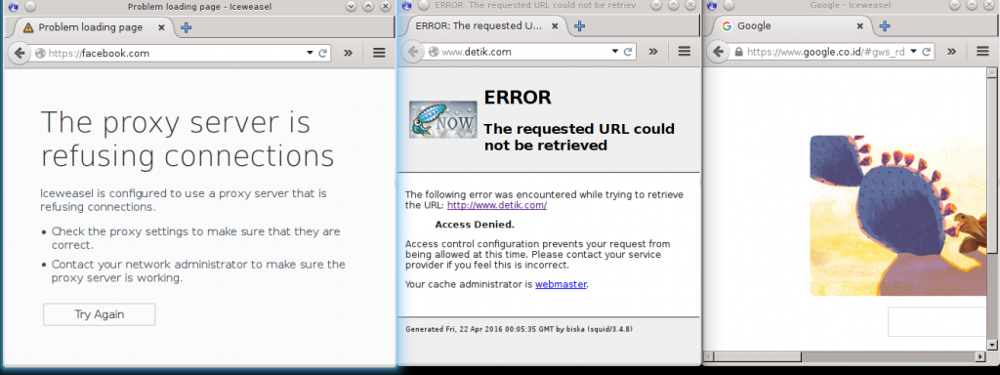 Problem loading page - Iceweasel
Problem loading page
https://facebook.com
The proxy server is
refusing connections
Iceweasel is configured to use a proxy server that is
refusing connections.
• Check the proxy settings to make sure that they are
correct.
• Contact your network administrator to make sure the
proxy server is working.
Try Again
ERROR: The requested URL could not be retriev...
ERROR: The requested U...
www.detik.com
NOW
ERROR
The requested URL could
not be retrieved
The following error was encountered while trying to retrieve
the URL: http://www.detik.com/
Access Denied.
Access control configuration prevents your request from
being allowed at this time. Please contact your service
provider if you feel this is incorrect.
Your cache administrator is webmaster.
Generated Fri, 22 Apr 2016 00:05:35 GMT by biska (squid/3.4.8)
Google - Iceweasel
Google
https://www.google.co.id/#gws_rd